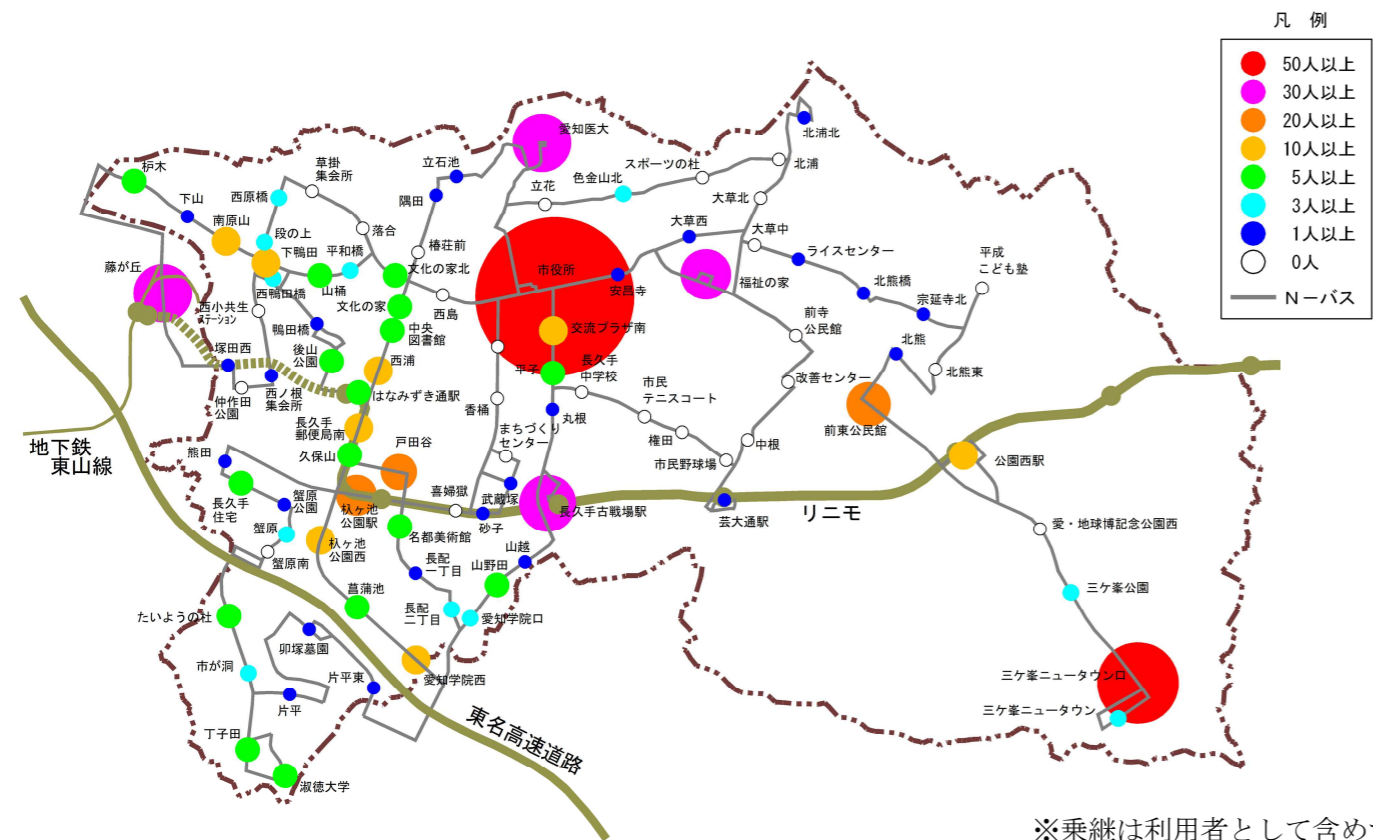 凡 例
50人以上
30人以上
20人以上
10人以上
5人以上
3人以上
1人以上
0人
N－バス
杁木
下山
南原山
藤が丘
西原橋
草掛
集会所
段の上
下鴨田
平和橋
落合
山桶
西鴨田橋
西小共生
ステーション
鴨田橋
後山
公園
塚田西
仲作田
公園
西ノ根
集会所
立石池
隅田
椿荘前
文化の家北
文化の家
中央
図書館
西島
西浦
はなみずき通駅
長久手
郵便局南
久保山
戸田谷
愛知医大
立花
色金山北
スポーツの杜
北浦
北浦北
大草北
大草西
大草中
市役所
安昌寺
福祉の家
ライスセンター
北熊橋
宗延寺北
平成
こども塾
北熊
北熊東
前東公民館
前寺
公民館
改善センター
交流プラザ南
平子
長久手
中学校
市民
テニスコート
丸根
権田
市民野球場
中根
香桶
まちづくり
センター
武蔵塚
喜婦獄
砂子
長久手古戦場駅
芸大通駅
リニモ
公園西駅
愛・地球博記念公園西
三ケ峯公園
三ケ峯ニュータウン口
三ケ峯ニュータウン
地下鉄
東山線
熊田
長久手
住宅
蟹原
公園
蟹原
蟹原南
杁ヶ池
公園駅
杁ヶ池
公園西
名都美術館
長配
一丁目
長配
二丁目
山越
山野田
愛知学院口
菖蒲池
愛知学院西
たいようの杜
卯塚墓園
市が洞
片平
片平東
丁子田
淑徳大学
東名高速道路
※乗継は利用者として含めず